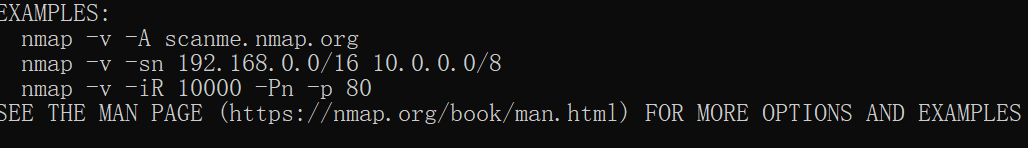 EXAMPLES:
nmap -v -A scanme.nmap.org
nmap -v -sn 192.168.0.0/16 10.0.0.0/8
nmap -v -iR 10000 -Pn -p 80
SEE THE MAN PAGE (https://nmap.org/book/man.html) FOR MORE OPTIONS AND EXAMPLES